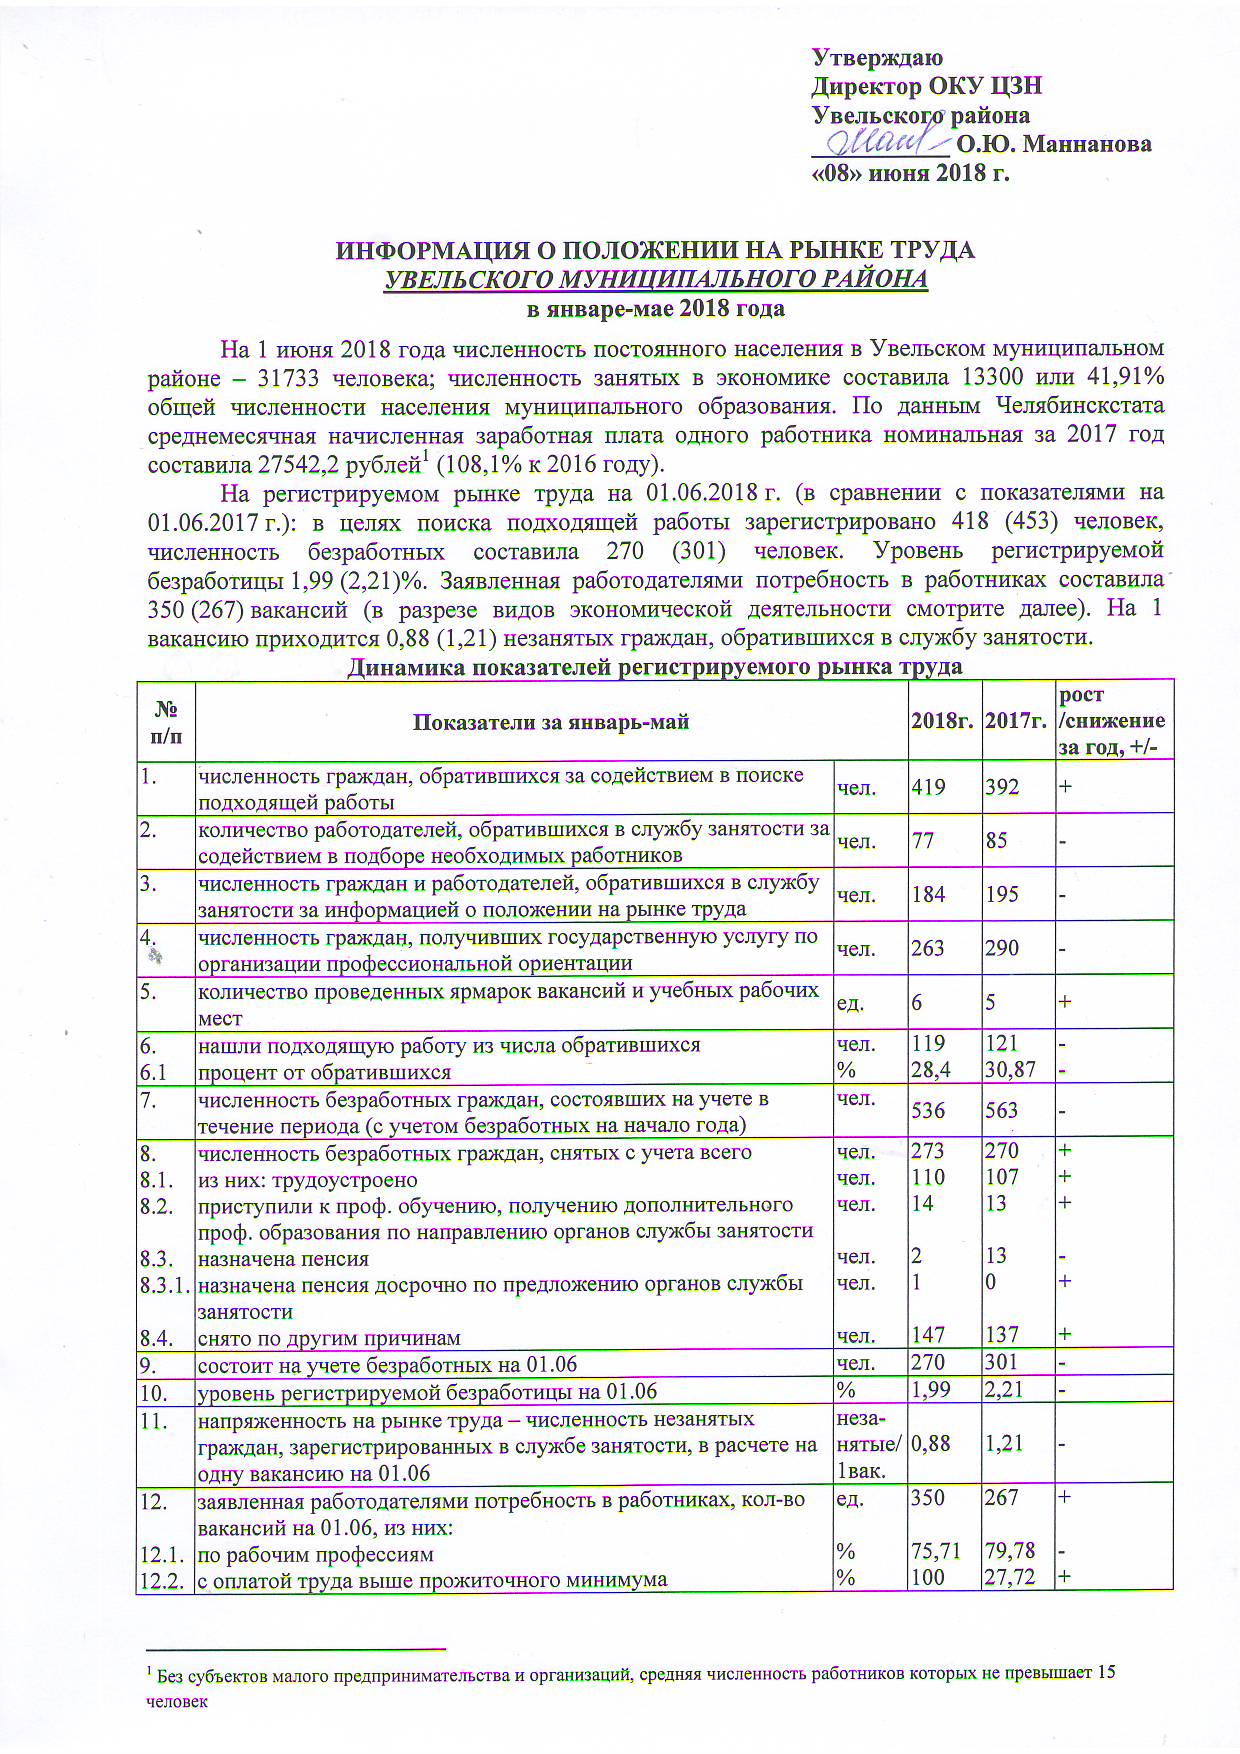 Утверждаю
Директор ОКУ ЦЗН
Увельского района
____________ О.Ю. Маннанова
«08» июня 2018 г.
ИНФОРМАЦИЯ О ПОЛОЖЕНИИ НА РЫНКЕ ТРУДА
УВЕЛЬСКОГО МУНИЦИПАЛЬНОГО РАЙОНА
в январе-мае 2018 года
На 1 июня 2018 года численность постоянного населения в Увельском муниципальном
районе – 31733 человека; численность занятых в экономике составила 13300 или 41,91%
общей численности населения муниципального образования. По данным Челябинскстата
среднемесячная начисленная заработная плата одного работника номинальная за 2017 год
составила 27542,2 рублей¹ (108,1% к 2016 году).
На регистрируемом рынке труда на 01.06.2018 г. (в сравнении с показателями на
01.06.2017 г.): в целях поиска подходящей работы зарегистрировано 418 (453) человек,
численность безработных составила 270 (301) человек. Уровень регистрируемой
безработицы 1,99 (2,21)%. Заявленная работодателями потребность в работниках составила
350 (267) вакансий (в разрезе видов экономической деятельности смотрите далее). На 1
вакансию приходится 0,88 (1,21) незанятых граждан, обратившихся в службу занятости.
Динамика показателей регистрируемого рынка труда
№ п/п Показатели за январь-май 2018г. 2017г. рост /снижение за год, +/-
1. численность граждан, обратившихся за содействием в поиске
подходящей работы чел. 419 392 +
2. количество работодателей, обратившихся в службу занятости за
содействием в подборе необходимых работников чел. 77 85 -
3. численность граждан и работодателей, обратившихся в службу
занятости за информацией о положении на рынке труда чел. 184 195 -
4. численность граждан, получивших государственную услугу по
организации профессиональной ориентации чел. 263 290 -
5. количество проведенных ярмарок вакансий и учебных рабочих
мест ед. 6 5 +
6. нашли подходящую работу из числа обратившихся чел. 119 121 -
6.1 процент от обратившихся % 28,4 30,87 -
7. численность безработных граждан, состоявших на учете в
течение периода (с учетом безработных на начало года) чел. 536 563 -
8. численность безработных граждан, снятых с учета всего чел. 273 270 +
8.1. из них: трудоустроено чел. 110 107 +
8.2. приступили к проф. обучению, получению дополнительного чел. 14 13 +
проф. образования по направлению органов службы занятости
8.3. назначена пенсия чел. 2 13 -
8.3.1. назначена пенсия досрочно по предложению органов службы чел. 1 0 +
занятости
8.4. снято по другим причинам чел. 147 137 +
9. состоит на учете безработных на 01.06 чел. 270 301 -
10. уровень регистрируемой безработицы на 01.06 % 1,99 2,21 -
11. напряженность на рынке труда – численность незанятых неза-
граждан, зарегистрированных в службе занятости, в расчете на нятые/ 0,88 1,21 -
одну вакансию на 01.06 1вак.
12. заявленная работодателями потребность в работниках, кол-во ед. 350 267 +
вакансий на 01.06, из них:
12.1. по рабочим профессиям % 75,71 79,78 -
12.2. с оплатой труда выше прожиточного минимума % 100 27,72 +
¹ Без субъектов малого предпринимательства и организаций, средняя численность работников которых не превышает 15
человек